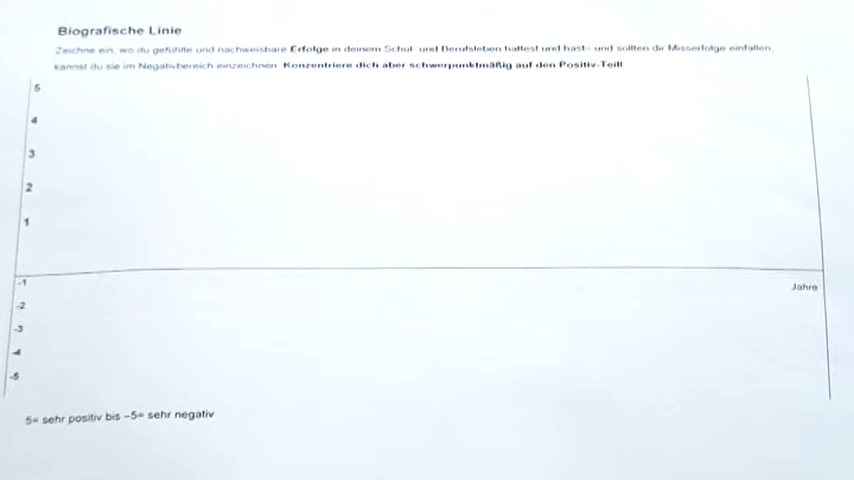 Biografische Linie
Zeichne ein, wo du gefühlte und nachweisbare Erfolge in deinem Schul- und Berufsleben hattest und hast– und sollten dir Misserfolge einfallen,
kannst du sie im Negativbereich einzeichnen. Konzentriere dich aber schwerpunktmäßig auf den Positiv-Teil!
5
4
3
2
1
-1
Jahre
-2
-3
-4
-5
5= sehr positiv bis –5= sehr negativ